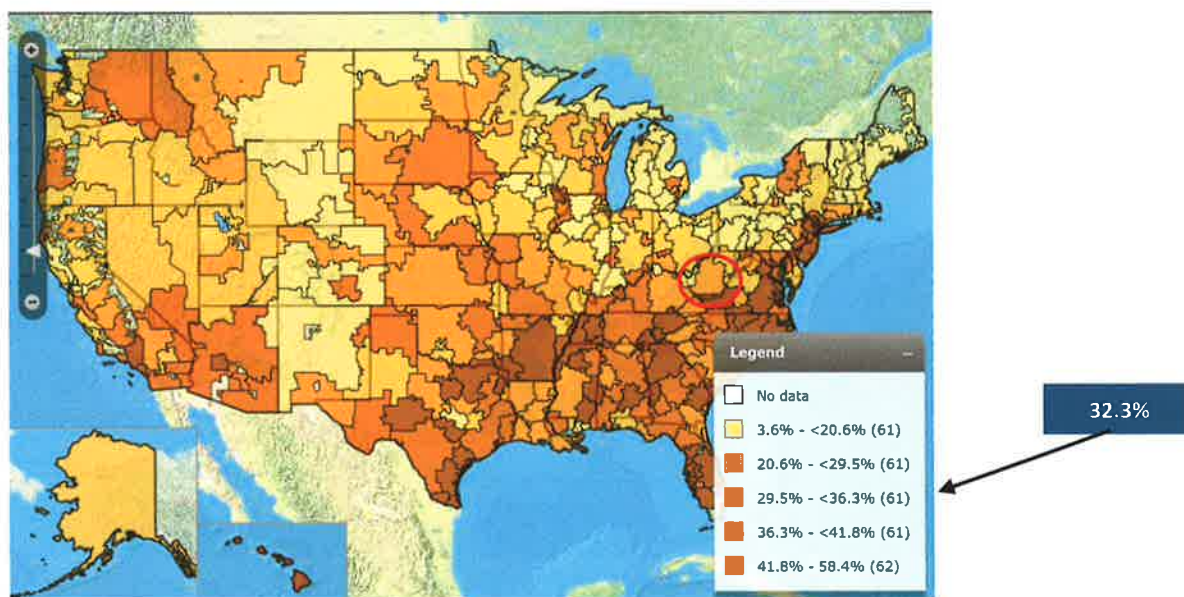 Legend
No data
3.6% - <20.6% (61)
20.6% - <29.5% (61)
29.5% - <36.3% (61)
36.3% - <41.8% (61)
41.8% - 58.4% (62)
32.3%